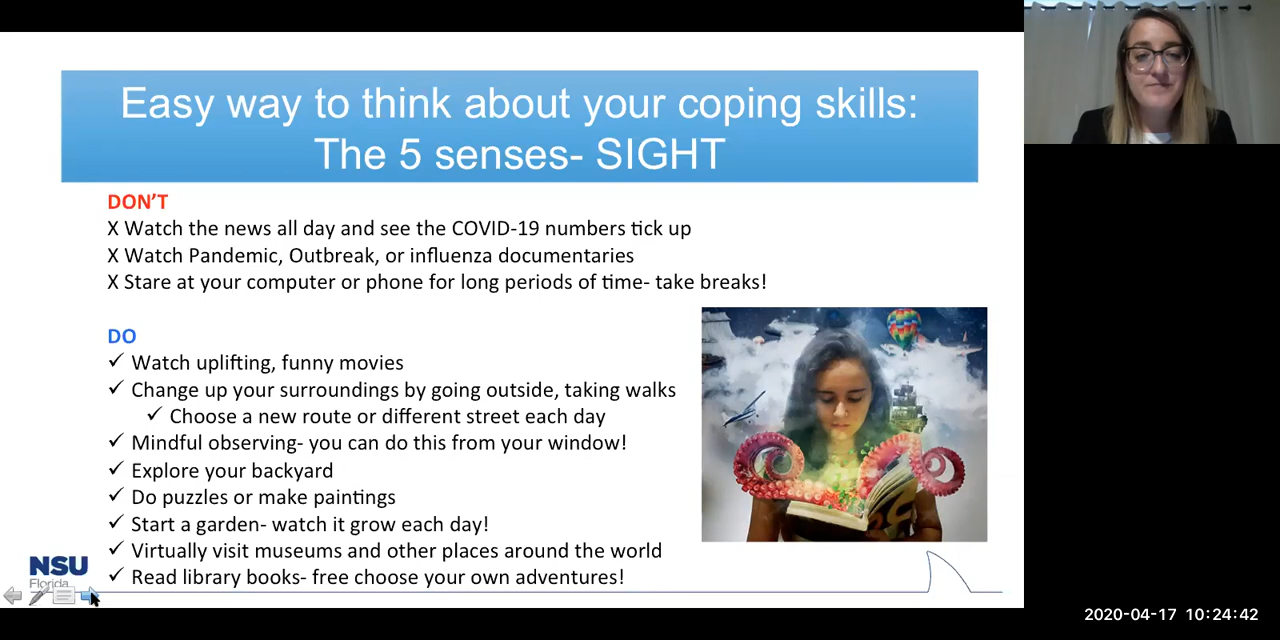 Easy way to think about your coping skills:
The 5 senses- SIGHT
DON'T
X Watch the news all day and see the COVID-19 numbers tick up
X Watch Pandemic, Outbreak, or influenza documentaries
X Stare at your computer or phone for long periods of time- take breaks!
DO
✓ Watch uplifting, funny movies
✓ Change up your surroundings by going outside, taking walks
✓ Choose a new route or different street each day
✓ Mindful observing- you can do this from your window!
✓ Explore your backyard
✓ Do puzzles or make paintings
✓ Start a garden- watch it grow each day!
✓ Virtually visit museums and other places around the world
✓ Read library books- free choose your own adventures!
NSU
Florida
2020-04-17 10:24:42